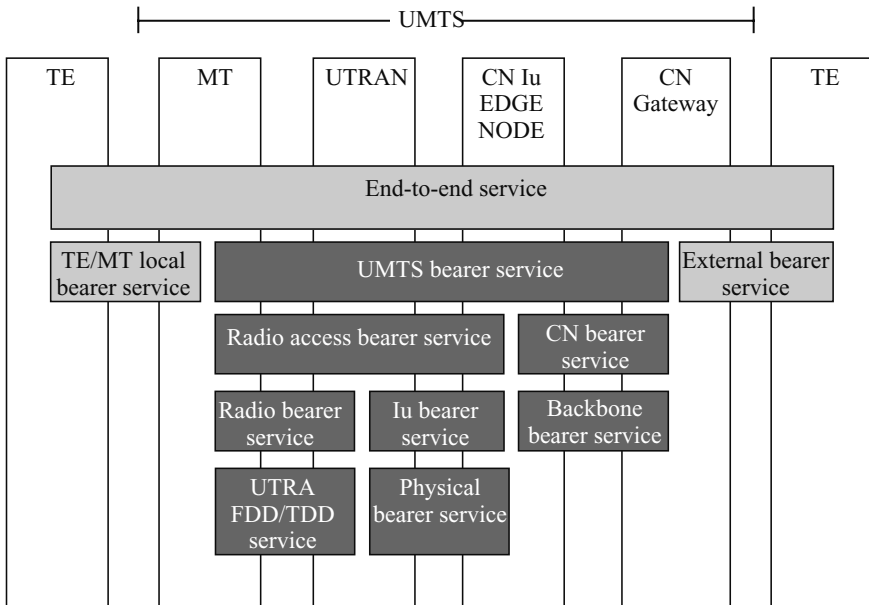 UMTS
TE
MT
UTRAN
CN Iu
EDGE
NODE
CN
Gateway
TE
End-to-end service
TE/MT local
bearer service
UMTS bearer service
External bearer
service
Radio access bearer service
CN bearer
service
Radio bearer
service
Iu bearer
service
Backbone
bearer service
UTRA
FDD/TDD
service
Physical
bearer service